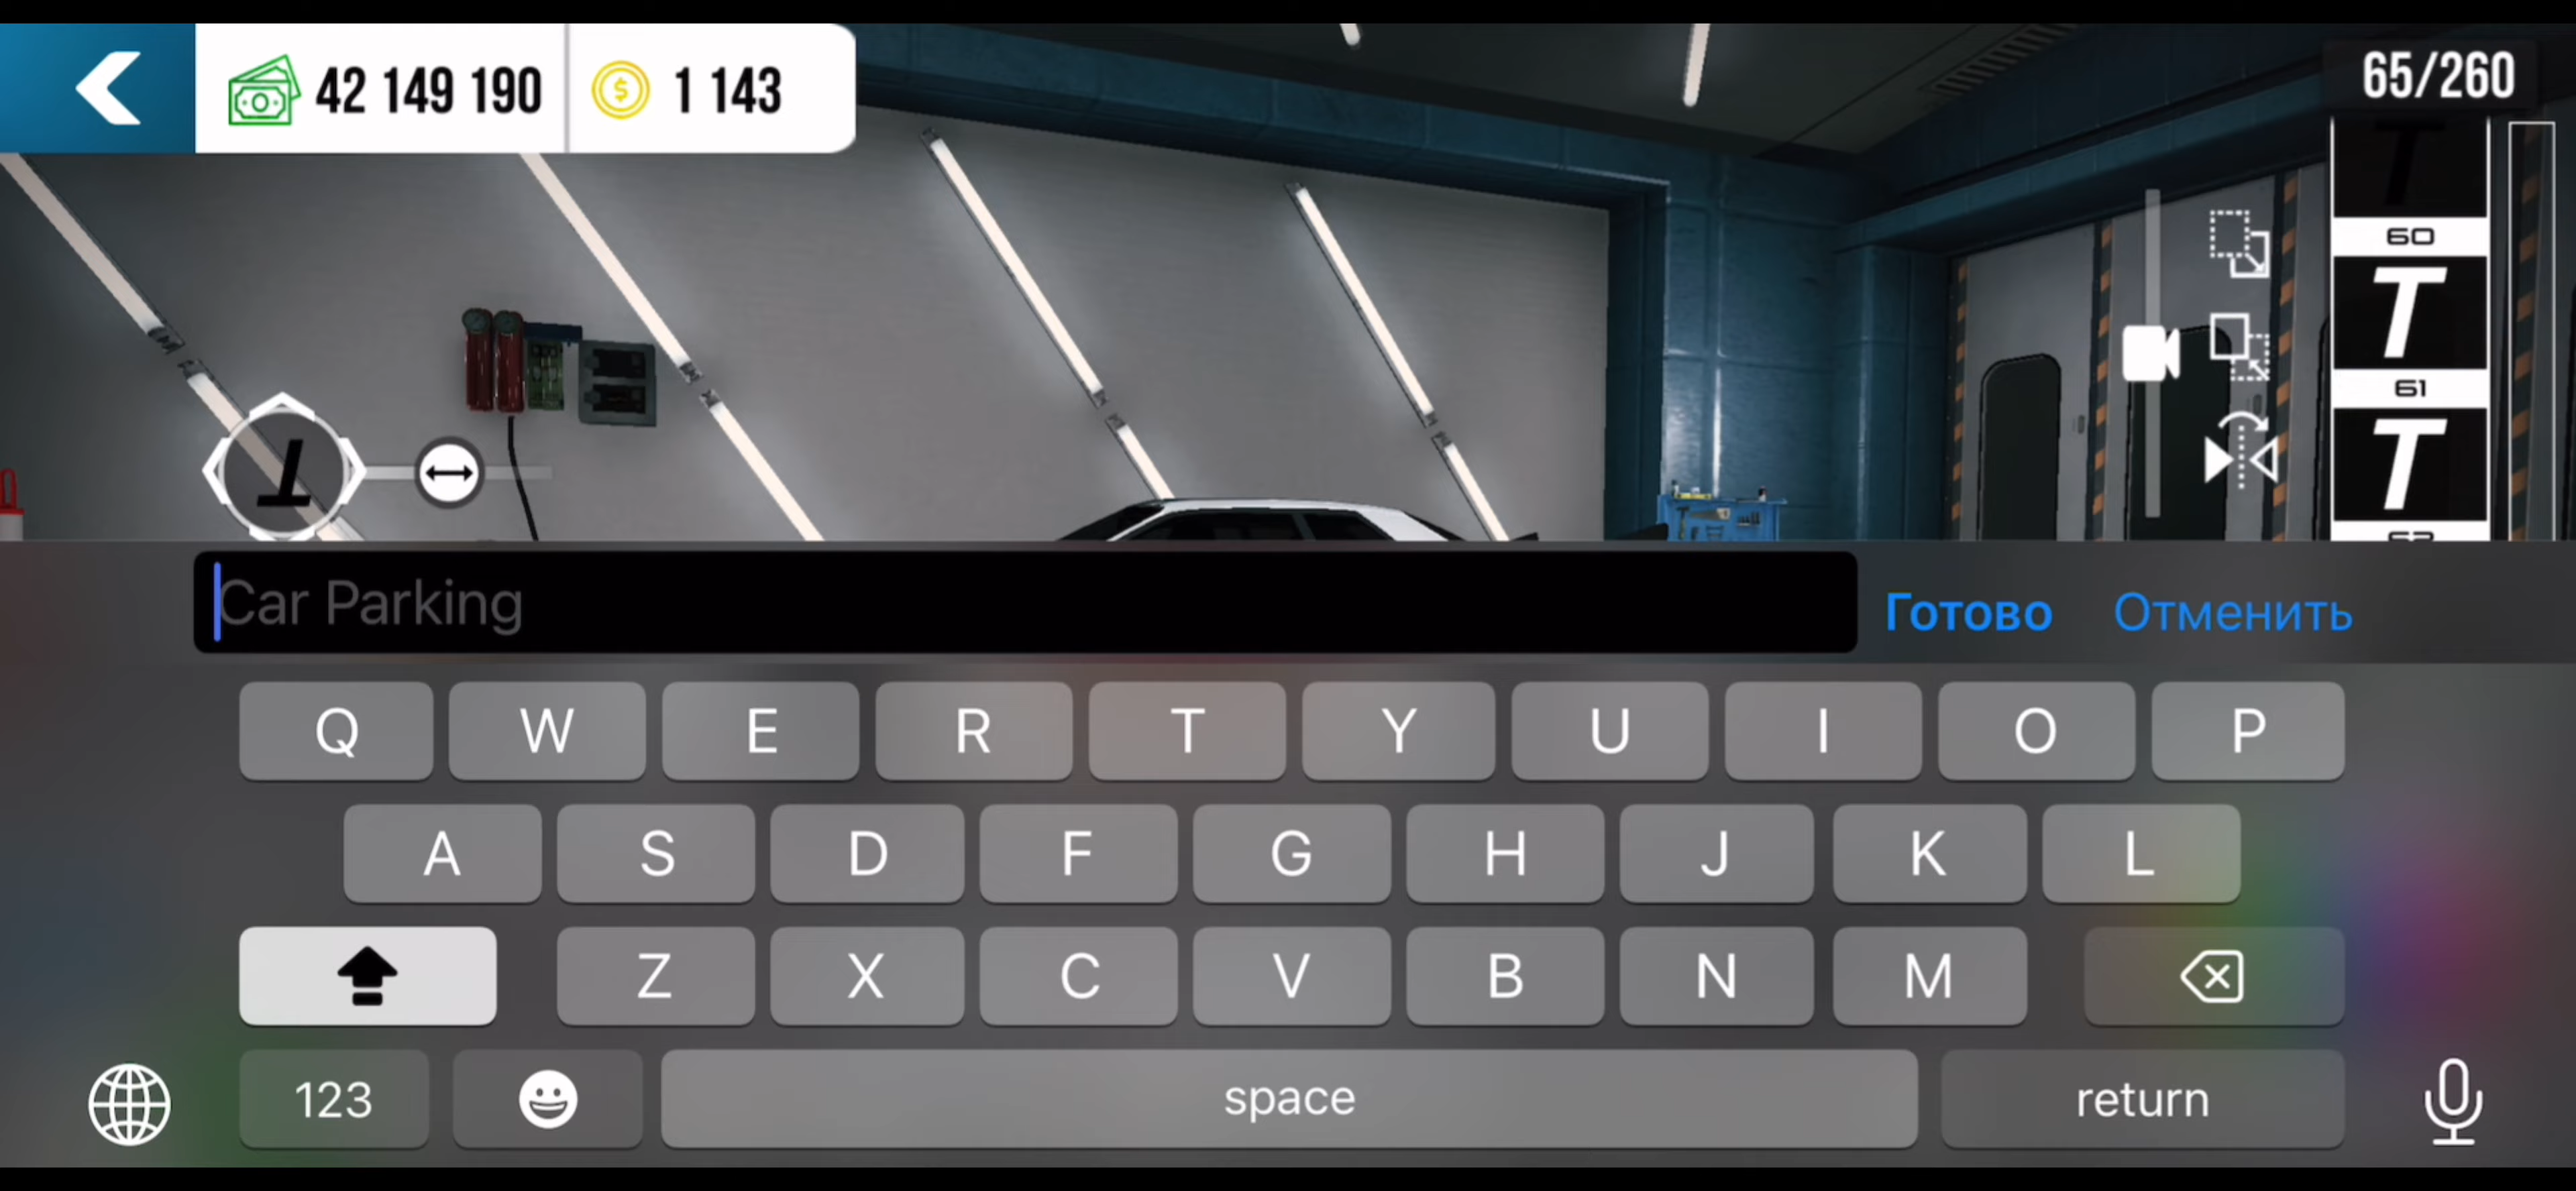 42 149 190
1 143
65/260
T
60
T
61
T
T
Car Parking
Готово
Отменить
Q W E R T Y U I O P
A S D F G H J K L
Z X C V B N M
123
space
return